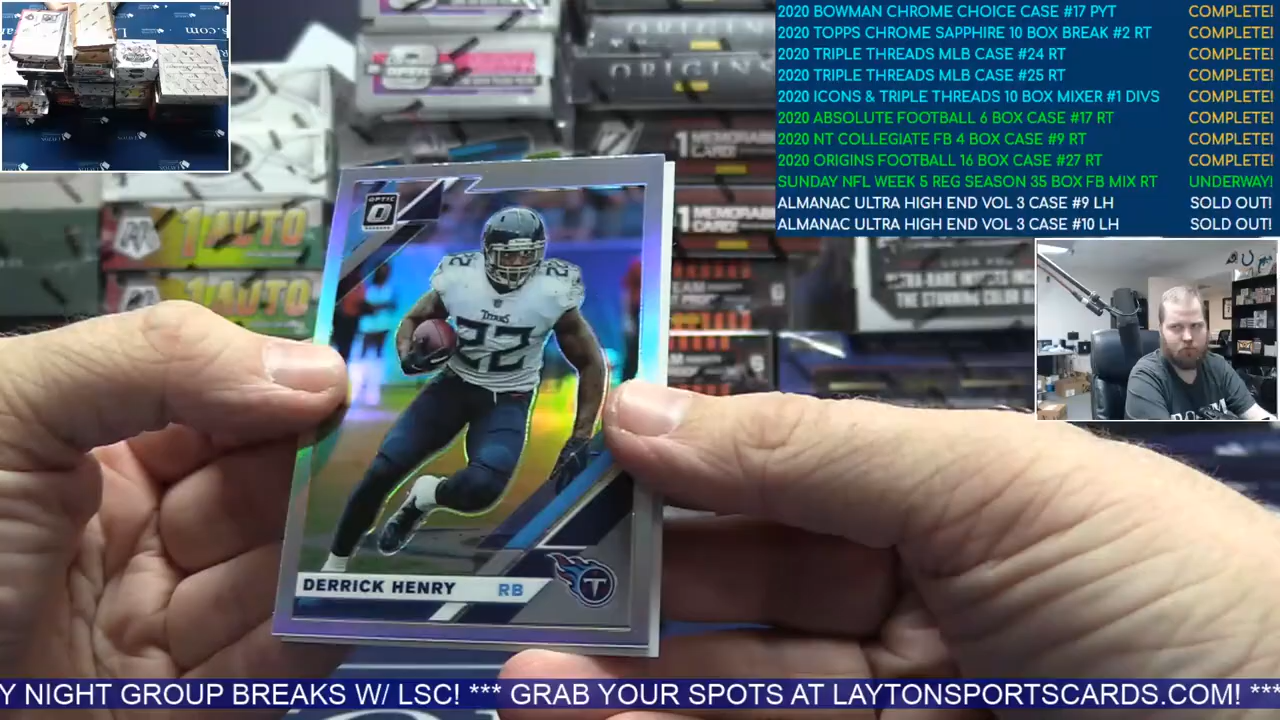 2020 BOWMAN CHROME CHOICE CASE #17 PYT COMPLETE!
2020 TOPPS CHROME SAPPHIRE 10 BOX BREAK #2 RT COMPLETE!
2020 TRIPLE THREADS MLB CASE #24 RT COMPLETE!
2020 TRIPLE THREADS MLB CASE #25 RT COMPLETE!
2020 ICONS & TRIPLE THREADS 10 BOX MIXER #1 DIVS COMPLETE!
2020 ABSOLUTE FOOTBALL 6 BOX CASE #17 RT COMPLETE!
2020 NT COLLEGIATE FB 4 BOX CASE #9 RT COMPLETE!
2020 ORIGINS FOOTBALL 16 BOX CASE #27 RT COMPLETE!
SUNDAY NFL WEEK 5 REG SEASON 35 BOX FB MIX RT UNDERWAY!
ALMANAC ULTRA HIGH END VOL 3 CASE #9 LH SOLD OUT!
ALMANAC ULTRA HIGH END VOL 3 CASE #10 LH SOLD OUT!
ORIGINS
1 MEMORABILIA CARD!
1 MEMORABILIA CARD!
1 AUTO
1 AUTO
OPTIC
TITANS
22
22
DERRICK HENRY RB
T
Y NIGHT GROUP BREAKS W/ LSC! *** GRAB YOUR SPOTS AT LAYTONSPORTSCARDS.COM! ***